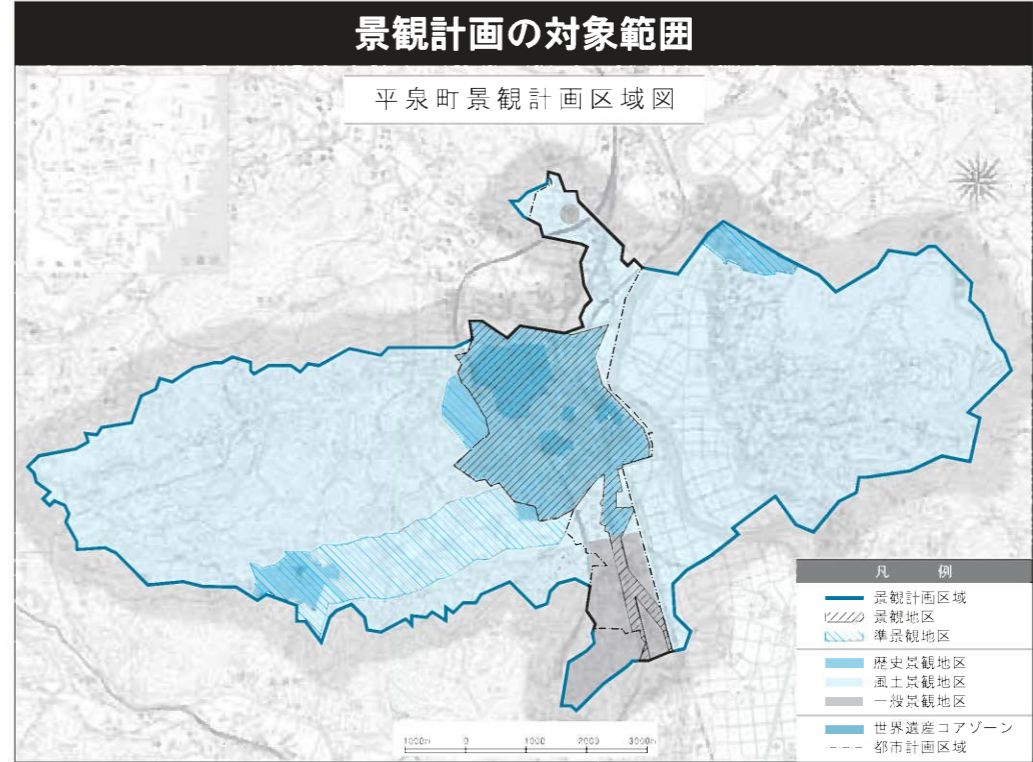 景観計画の対象範囲
平泉町景観計画区域図
凡　例
景観計画区域
景観地区
準景観地区
歴史景観地区
風土景観地区
一般景観地区
世界遺産コアゾーン
都市計画区域
1000m 0 1000 2000 3000m